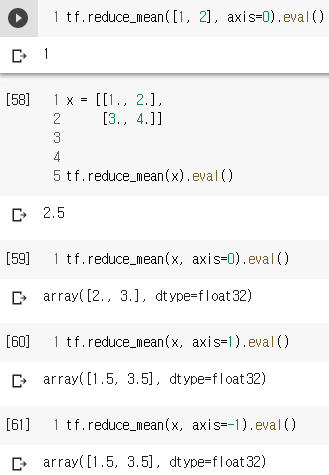 1 tf.reduce_mean([1, 2], axis=0).eval()
1
[58] 1 x = [[1., 2.],
2 [3., 4.]]
3
4
5 tf.reduce_mean(x).eval()
2.5
[59] 1 tf.reduce_mean(x, axis=0).eval()
array([2., 3.], dtype=float32)
[60] 1 tf.reduce_mean(x, axis=1).eval()
array([1.5, 3.5], dtype=float32)
[61] 1 tf.reduce_mean(x, axis=-1).eval()
array([1.5, 3.5], dtype=float32)